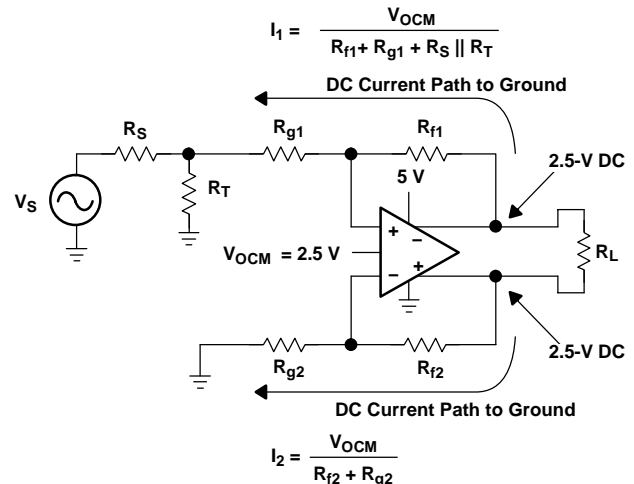 I1 = VOCM / Rf1+ Rg1 + RS || RT
DC Current Path to Ground
RS
Rg1
Rf1
2.5-V DC
5 V
VS
RT
+
−
VOCM = 2.5 V
RL
−
+
Rg2
Rf2
2.5-V DC
DC Current Path to Ground
I2 = VOCM / Rf2 + Rg2